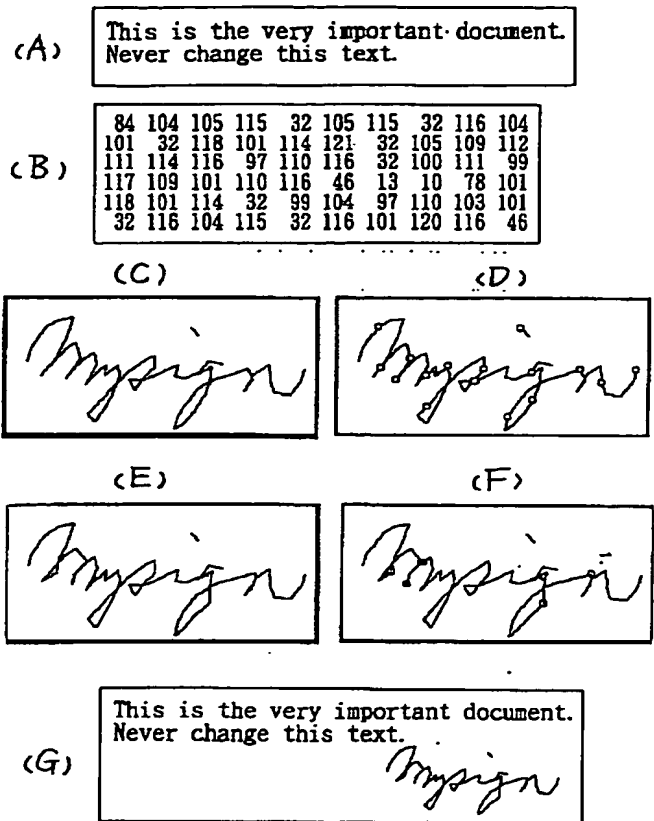 (A)
This is the very important document.
Never change this text.
(B)
84 104 105 115 32 105 115 32 116 104
101 32 118 101 114 121 32 105 109 112
111 114 116 97 110 116 32 100 111 99
117 109 101 110 116 46 13 10 78 101
118 101 114 32 99 104 97 110 103 101
32 116 104 115 32 116 101 120 116 46
(C) (D)
Mysign Mysign
(E) (F)
Mysign Mysign
This is the very important document.
Never change this text.
(G)
Mysign